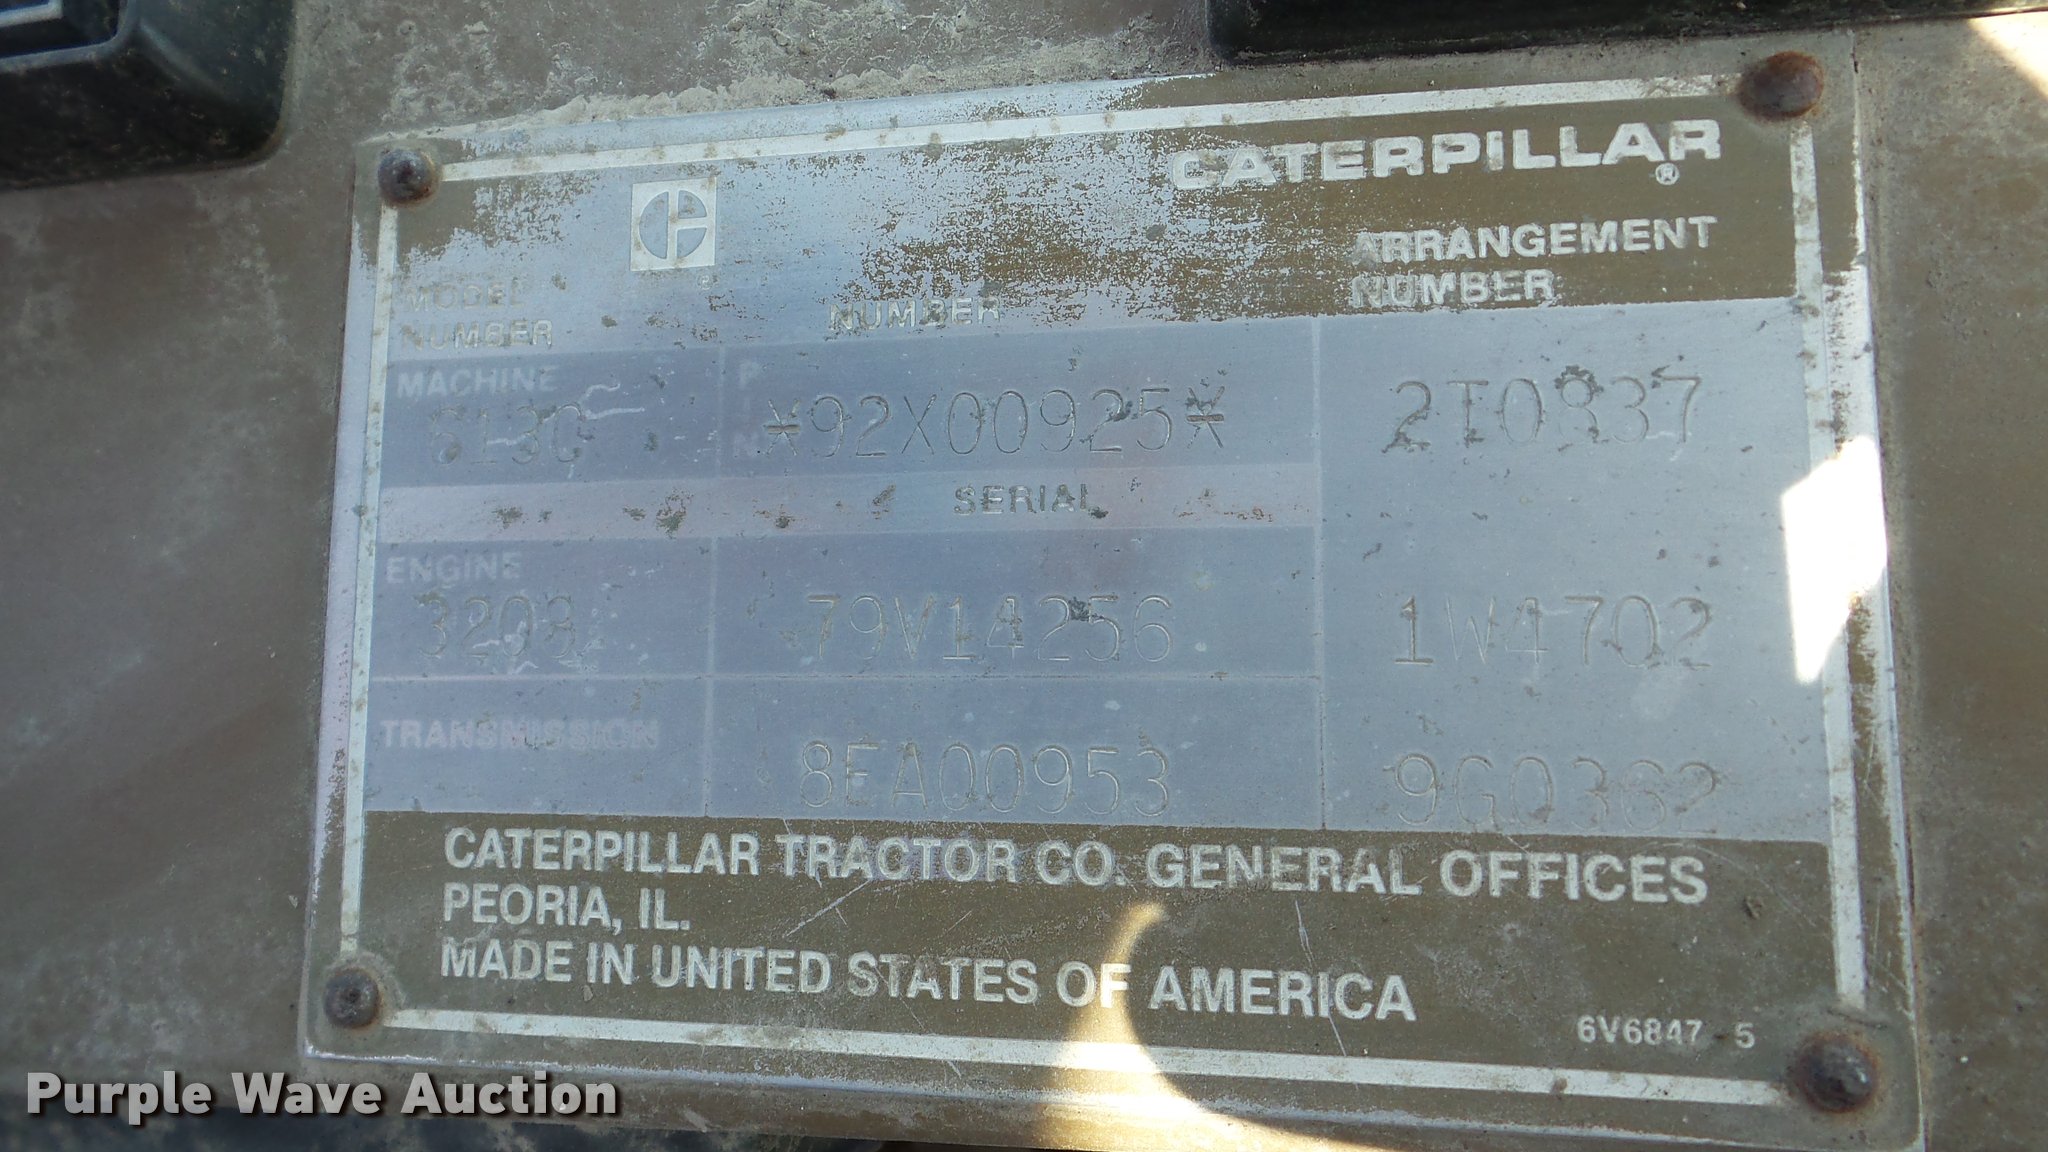 CATERPILLAR®
MODEL NUMBER
NUMBER
ARRANGEMENT NUMBER
MACHINE
613C
P
I
N
*92X00925*
2T0837
SERIAL
ENGINE
3208
79V14256
1W4702
TRANSMISSION
8EA00953
9G0362
CATERPILLAR TRACTOR CO. GENERAL OFFICES
PEORIA, IL.
MADE IN UNITED STATES OF AMERICA
6V6847 5
Purple Wave Auction